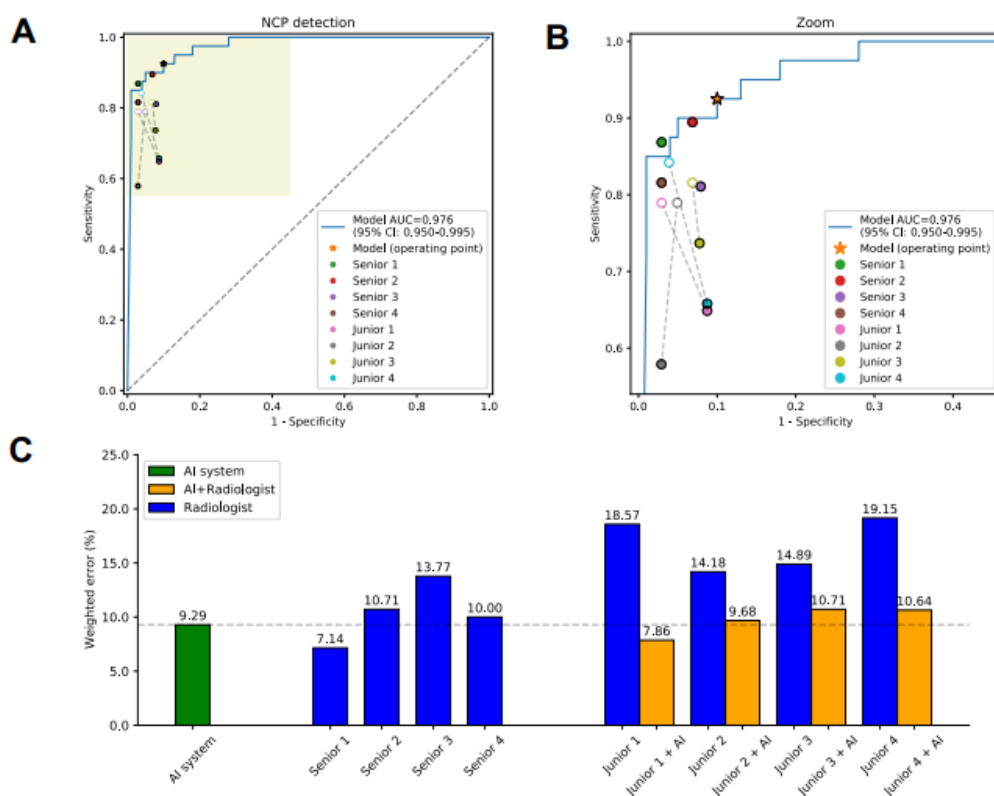 A
NCP detection
1.0
0.8
0.6
0.4
0.2
0.0
Sensitivity
Model AUC=0.976
(95% CI: 0.950-0.995)
Model (operating point)
Senior 1
Senior 2
Senior 3
Senior 4
Junior 1
Junior 2
Junior 3
Junior 4
0.0 0.2 0.4 0.6 0.8 1.0
1 - Specificity
B
Zoom
1.0
0.9
0.8
0.7
0.6
Sensitivity
Model AUC=0.976
(95% CI: 0.950-0.995)
Model (operating point)
Senior 1
Senior 2
Senior 3
Senior 4
Junior 1
Junior 2
Junior 3
Junior 4
0.0 0.1 0.2 0.3 0.4
1 - Specificity
C
25.0
20.0
15.0
10.0
5.0
0.0
Weighted error (%)
AI system
AI+Radiologist
Radiologist
9.29
7.14
10.71
13.77
10.00
18.57
7.86
14.18
9.68
14.89
10.71
19.15
10.64
AI system
Senior 1
Senior 2
Senior 3
Senior 4
Junior 1
Junior 1 + AI
Junior 2
Junior 2 + AI
Junior 3
Junior 3 + AI
Junior 4
Junior 4 + AI